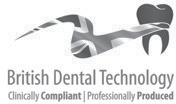 British Dental Technology
Clinically Compliant | Professionally Produced